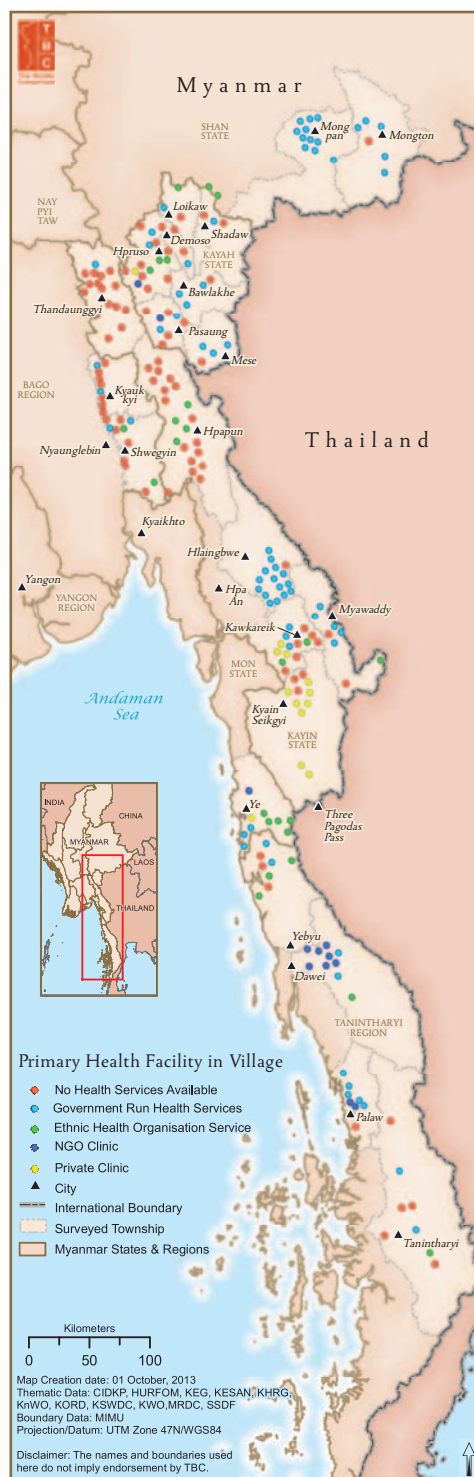 TBC
The Border
Consortium
Myanmar
SHAN
STATE
Mong
pan
Mongton
NAY
PYI
TAW
Loikaw
Shadaw
Demoso
Hpruso
KAYAH
STATE
Bawlakhe
Thandaunggyi
Pasaung
Mese
BAGO
REGION
Kyauk
kyi
Hpapun
Thailand
Nyaunglebin
Shwegyin
Kyaikhto
Hlaingbwe
Yangon
Hpa
An
YANGON
REGION
Myawaddy
Kawkareik
MON
STATE
Andaman
Sea
Kyain
Seikgyi
KAYIN
STATE
Ye
Three
Pagodas
Pass
INDIA
CHINA
MYANMAR
LAOS
THAILAND
Yebyu
Dawei
TANINTHARYI
REGION
Primary Health Facility in Village
No Health Services Available
Government Run Health Services
Ethnic Health Organisation Service
NGO Clinic
Private Clinic
City
International Boundary
Surveyed Township
Myanmar States & Regions
Palaw
Tanintharyi
Kilometers
0 50 100
Map Creation date: 01 October, 2013
Thematic Data: CIDKP, HURFOM, KEG, KESAN, KHRG,
KnWO, KORD, KSWDC, KWO,MRDC, SSDF
Boundary Data: MIMU
Projection/Datum: UTM Zone 47N/WGS84
Disclaimer: The names and boundaries used
here do not imply endorsement by TBC.